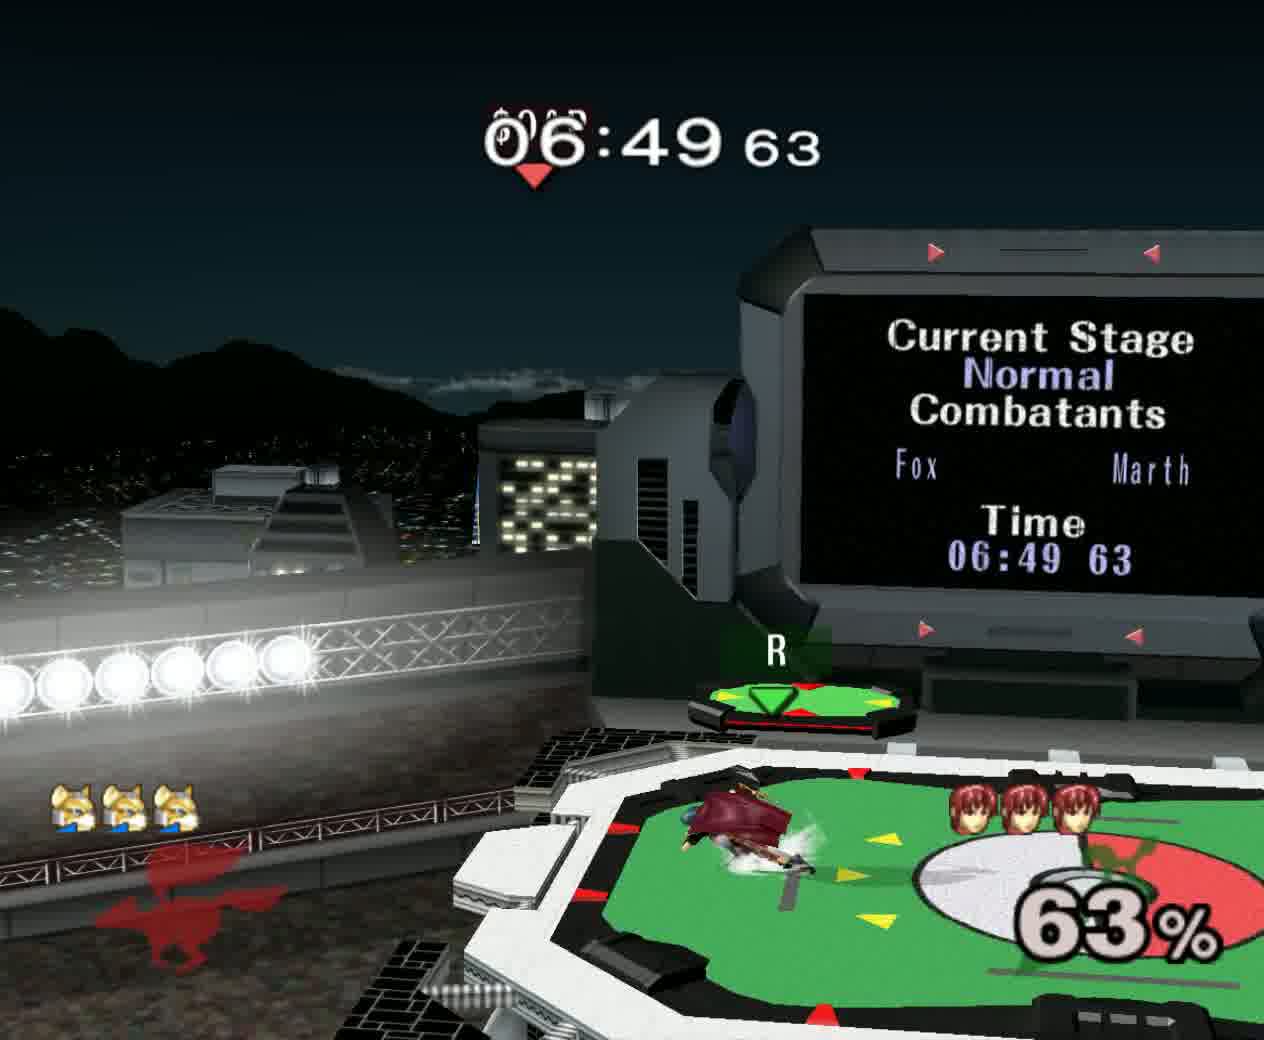 06:49 63
Current Stage
Normal
Combatants
Fox Marth
Time
06:49 63
R
63%